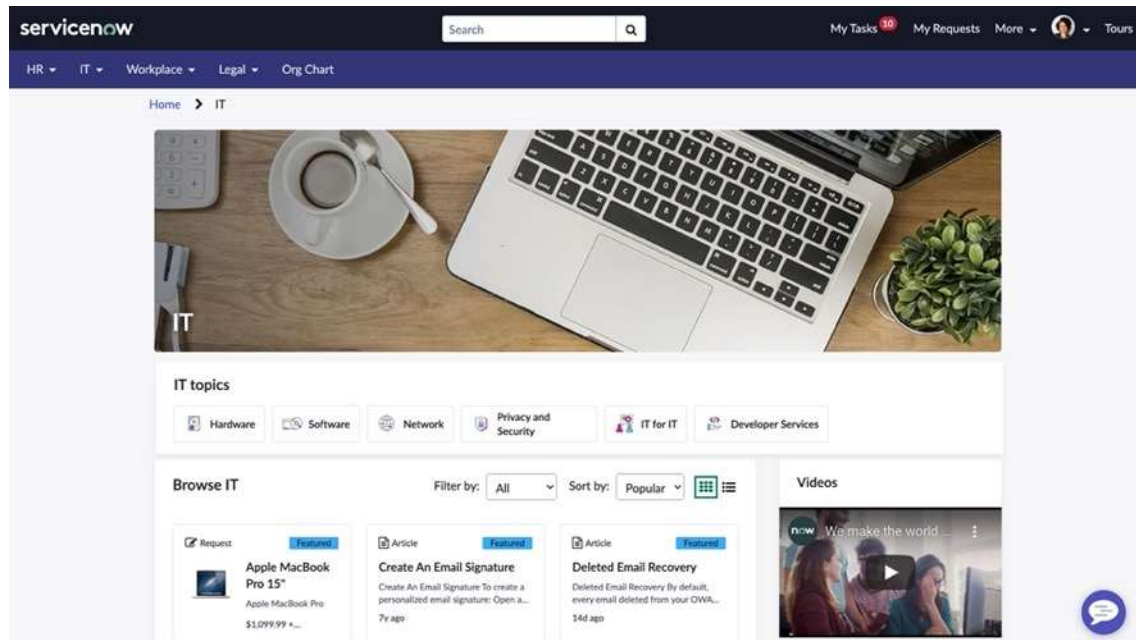 servicenow
Search
My Tasks 10 My Requests More Tours
HR IT Workplace Legal Org Chart
Home IT
IT
IT topics
Hardware
Software
Network
Privacy and
Security
IT for IT
Developer Services
Browse IT
Filter by: All Sort by: Popular
Videos
Request Featured
Apple MacBook
Pro 15"
Apple MacBook Pro
$1,099.99 +...
Article Featured
Create An Email Signature
Create An Email Signature To create a
personalized email signature: Open a...
7y ago
Article Featured
Deleted Email Recovery
Deleted Email Recovery By default,
every email deleted from your OWA...
14d ago
now We make the world ...